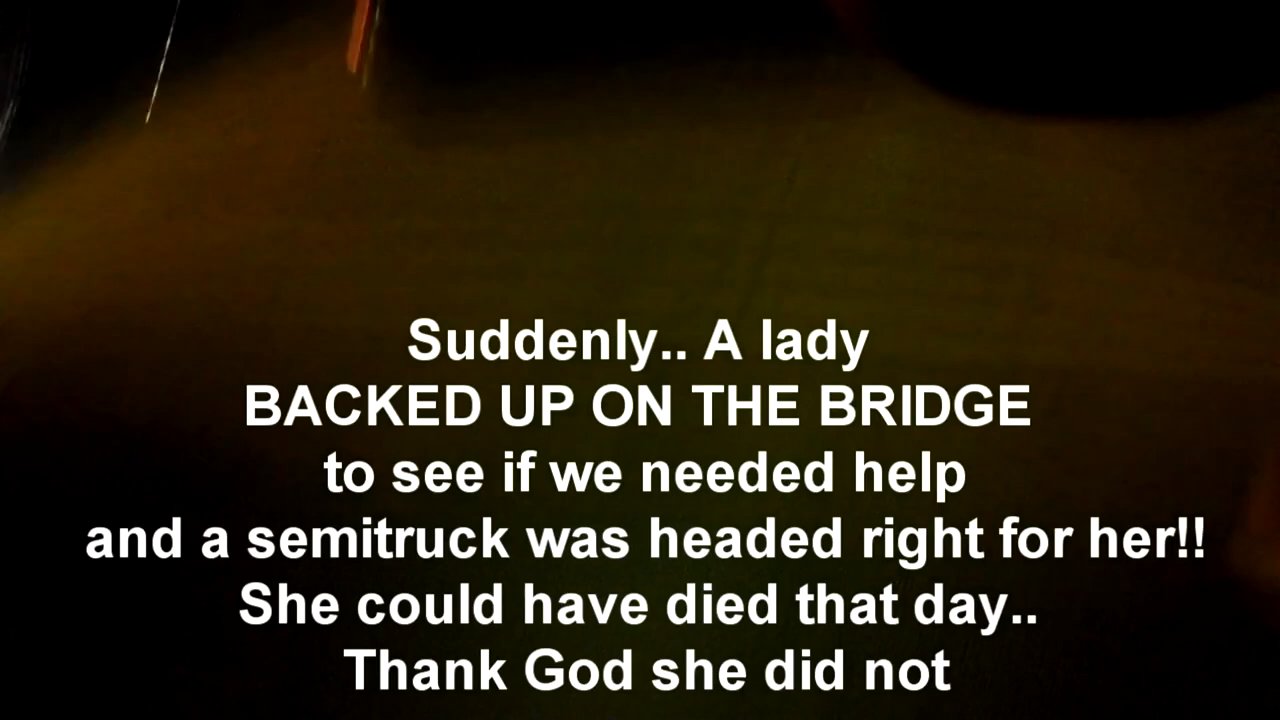 Suddenly.. A lady
BACKED UP ON THE BRIDGE
to see if we needed help
and a semitruck was headed right for her!!
She could have died that day..
Thank God she did not